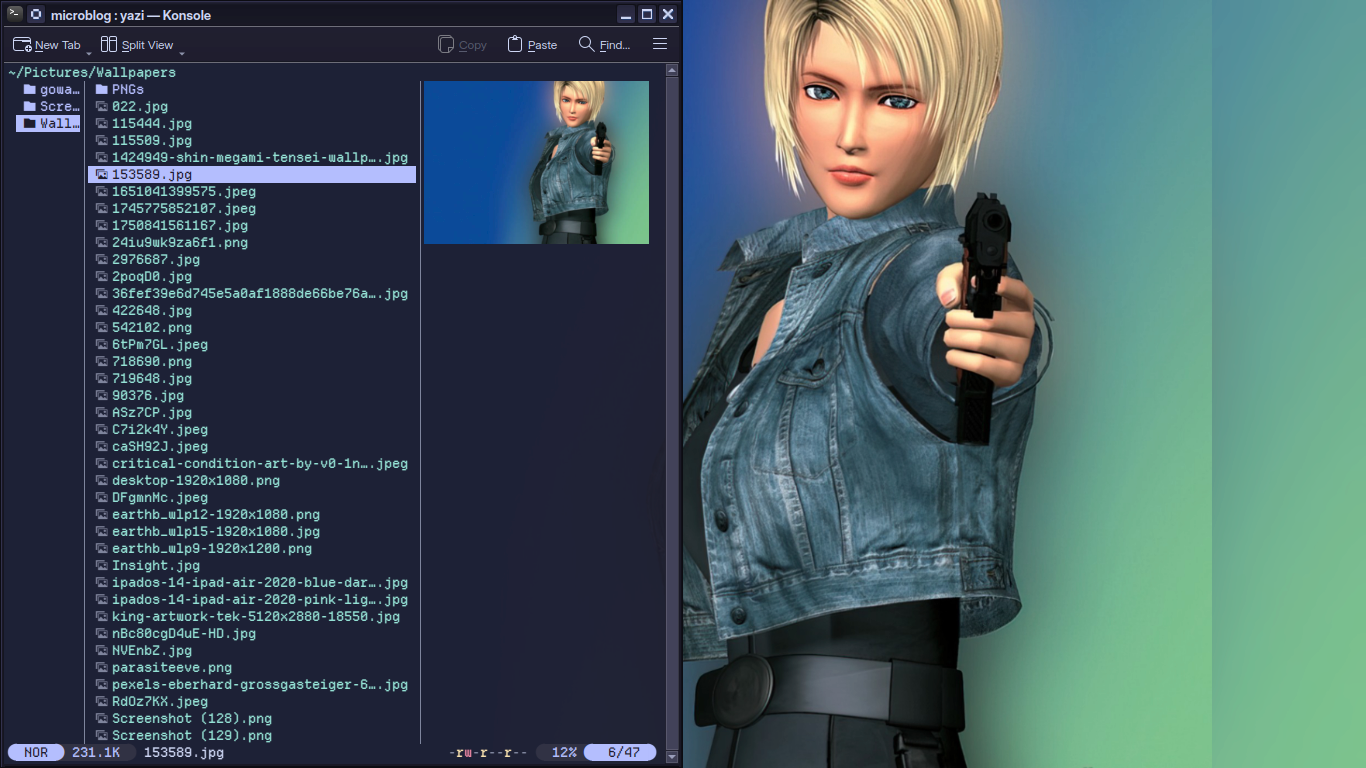 microblog : yazi — Konsole
New Tab Split View Copy Paste Find...
~/Pictures/Wallpapers
gowa…
Scre…
Wall…
PNGs
022.jpg
115444.jpg
115509.jpg
1424949-shin-megami-tensei-wallp….jpg
153589.jpg
1651041399575.jpeg
1745775852107.jpeg
1750841561167.jpg
24iu9wk9za6f1.png
2976687.jpg
2poqD0.jpg
36fef39e6d745e5a0af1888de66be76a….jpg
422648.jpg
542102.png
6tPm7GL.jpeg
718690.png
719648.jpg
90376.jpg
ASz7CP.jpg
C7i2k4Y.jpeg
caSH92J.jpeg
critical-condition-art-by-v0-1n….jpeg
desktop-1920x1080.png
DFgmnMc.jpeg
earthb_wlp12-1920x1080.png
earthb_wlp15-1920x1080.jpg
earthb_wlp9-1920x1200.png
Insight.jpg
ipados-14-ipad-air-2020-blue-dar….jpg
ipados-14-ipad-air-2020-pink-lig….jpg
king-artwork-tek-5120x2880-18550.jpg
nBc80cgD4uE-HD.jpg
NVEnbZ.jpg
parasiteeve.png
pexels-eberhard-grossgasteiger-6….jpg
RdOz7KX.jpeg
Screenshot (128).png
Screenshot (129).png
NOR 231.1K 153589.jpg -rw-r--r-- 12% 6/47